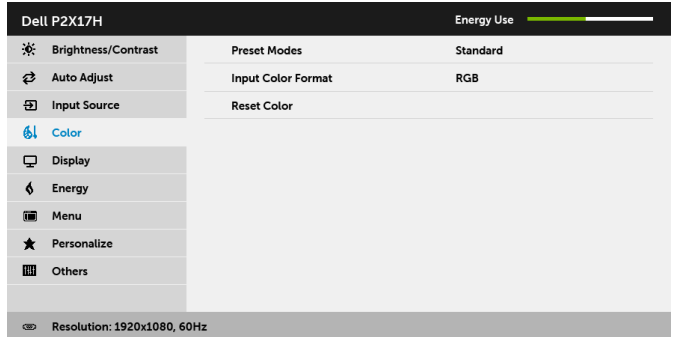 Dell P2X17H Energy Use
Brightness/Contrast Preset Modes Standard
Auto Adjust Input Color Format RGB
Input Source Reset Color
Color
Display
Energy
Menu
Personalize
Others
Resolution: 1920x1080, 60Hz